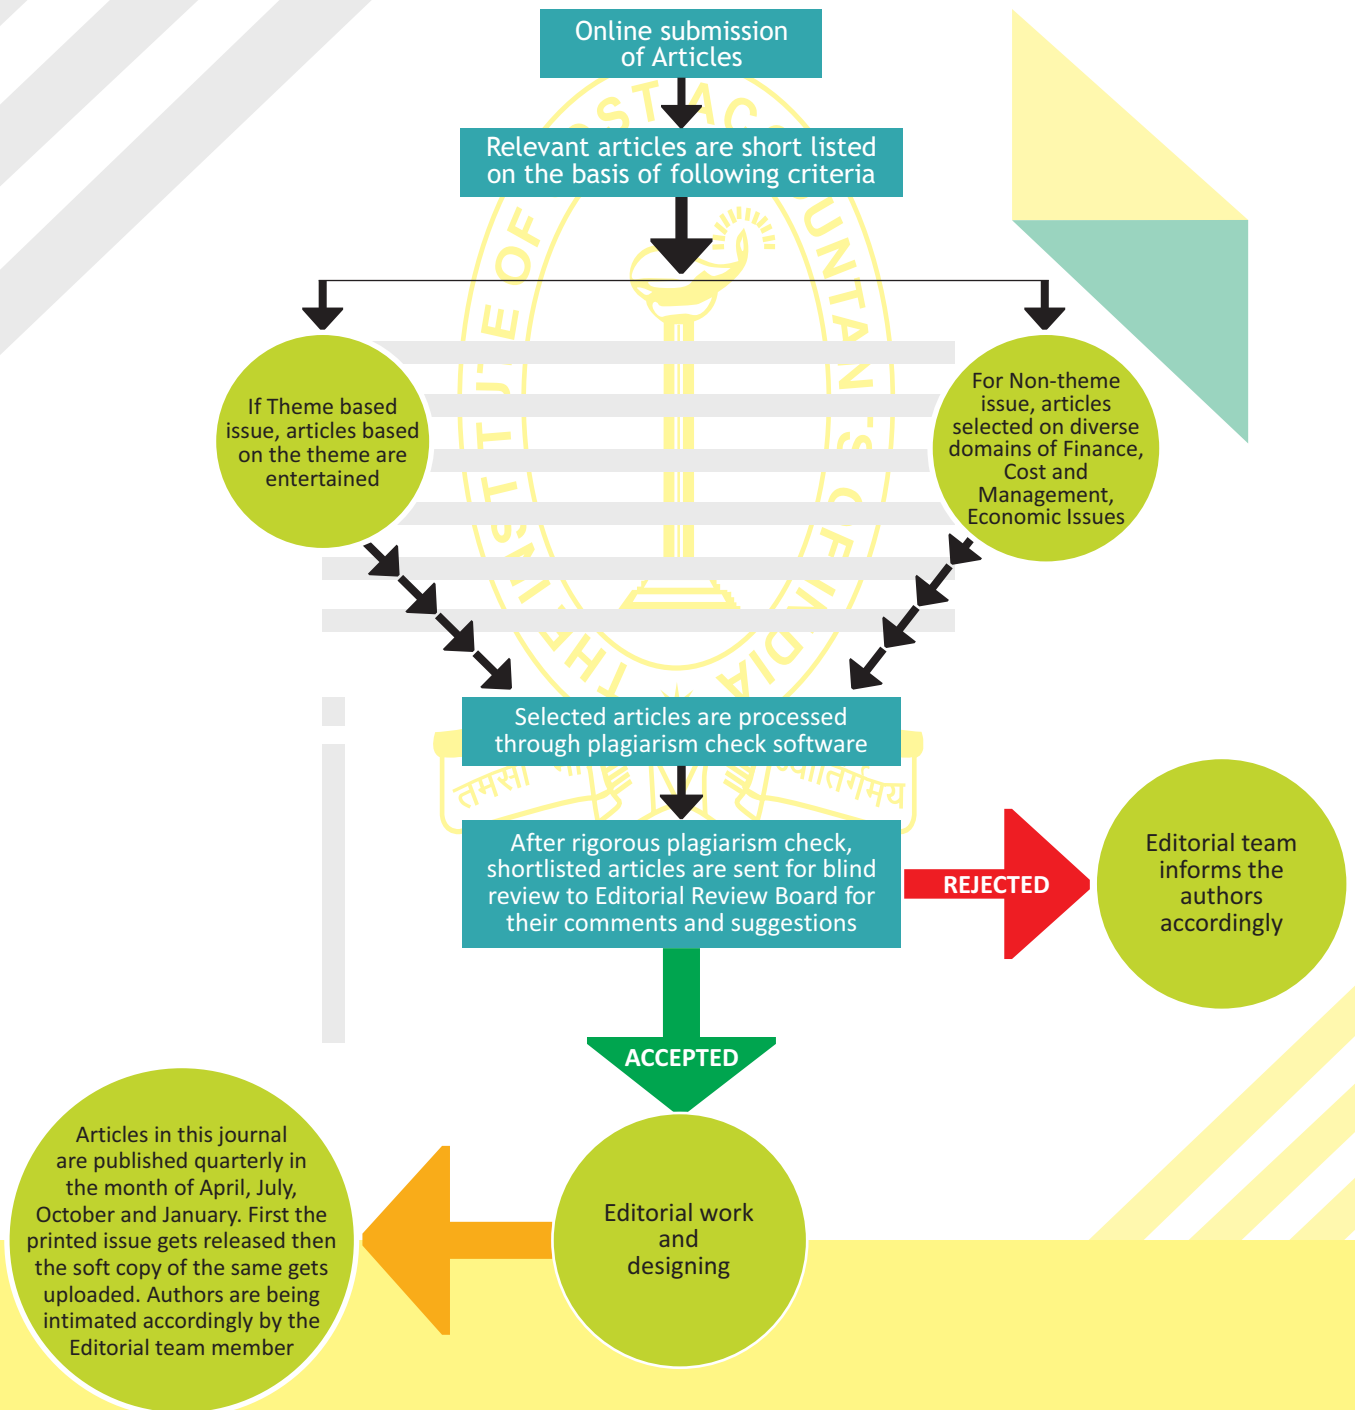 Online submission
of Articles
Relevant articles are short listed
on the basis of following criteria
If Theme based
issue, articles based
on the theme are
entertained
For Non-theme
issue, articles
selected on diverse
domains of Finance,
Cost and
Management,
Economic Issues
Selected articles are processed
through plagiarism check software
After rigorous plagiarism check,
shortlisted articles are sent for blind
review to Editorial Review Board for
their comments and suggestions
REJECTED
Editorial team
informs the
authors
accordingly
ACCEPTED
Editorial work
and
designing
Articles in this journal
are published quarterly in
the month of April, July,
October and January. First the
printed issue gets released then
the soft copy of the same gets
uploaded. Authors are being
intimated accordingly by the
Editorial team member
THE OF INDIA
तमसो